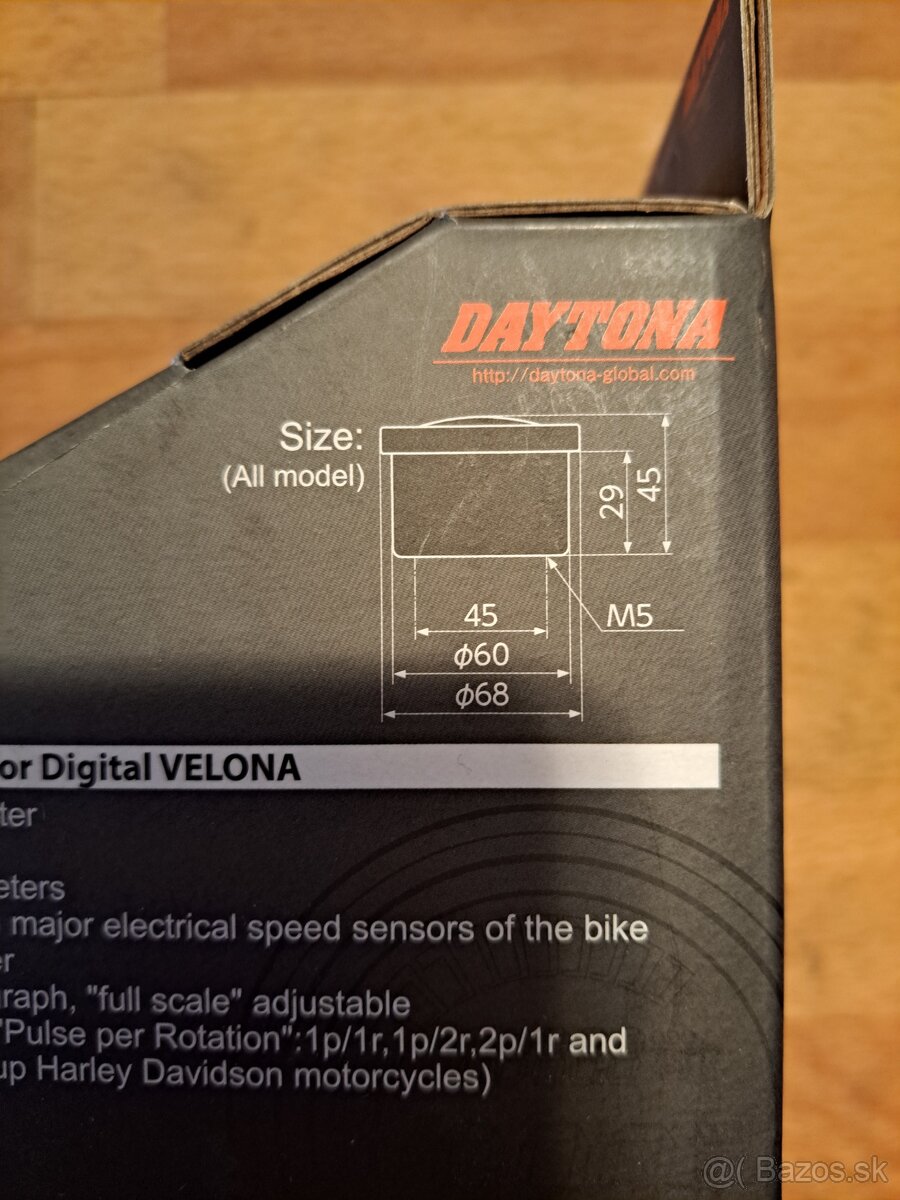 DAYTONA
http://daytona-global.com
Size:
(All model)
29
45
45
M5
ϕ60
ϕ68
or Digital VELONA
ter
eters
major electrical speed sensors of the bike
er
raph, "full scale" adjustable
"Pulse per Rotation":1p/1r,1p/2r,2p/1r and
up Harley Davidson motorcycles)
@( Bazos.sk